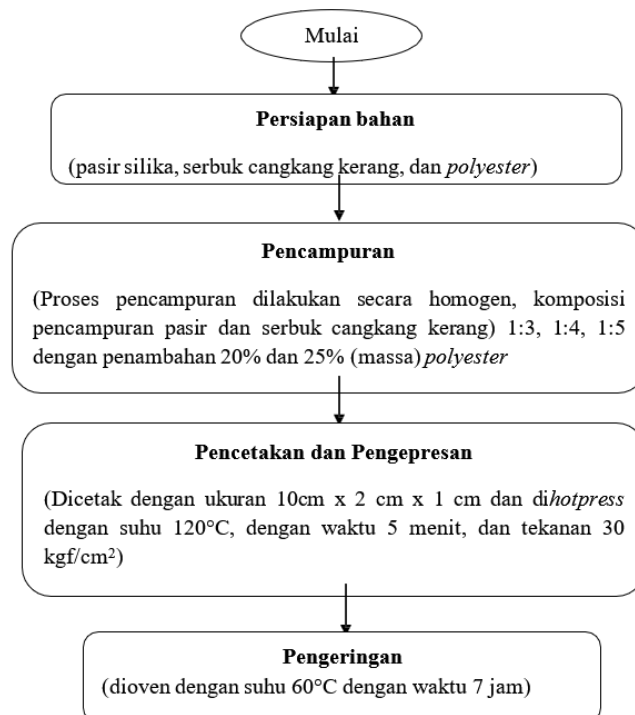 Mulai
Persiapan bahan
(pasir silika, serbuk cangkang kerang, dan polyester)
Pencampuran
(Proses pencampuran dilakukan secara homogen, komposisi
pencampuran pasir dan serbuk cangkang kerang) 1:3, 1:4, 1:5
dengan penambahan 20% dan 25% (massa) polyester
Pencetakan dan Pengepresan
(Dicetak dengan ukuran 10cm x 2 cm x 1 cm dan dihotpress
dengan suhu 120°C, dengan waktu 5 menit, dan tekanan 30
kgf/cm²)
Pengeringan
(dioven dengan suhu 60°C dengan waktu 7 jam)